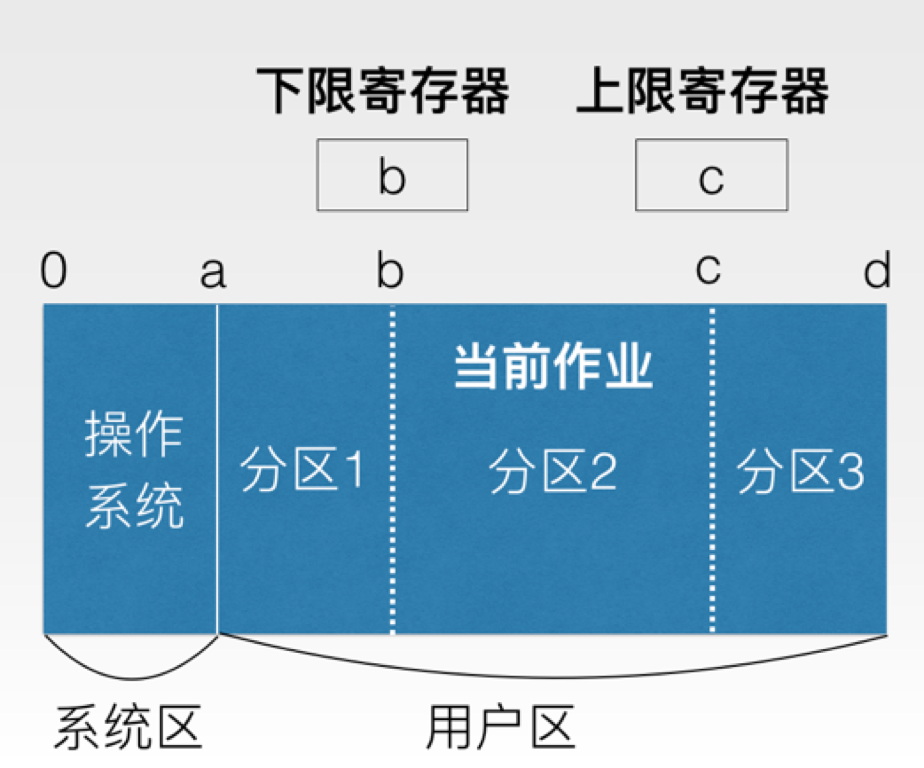 下限寄存器 上限寄存器
b c
0 a b c d
当前作业
操作
系统
分区1 分区2 分区3
系统区 用户区